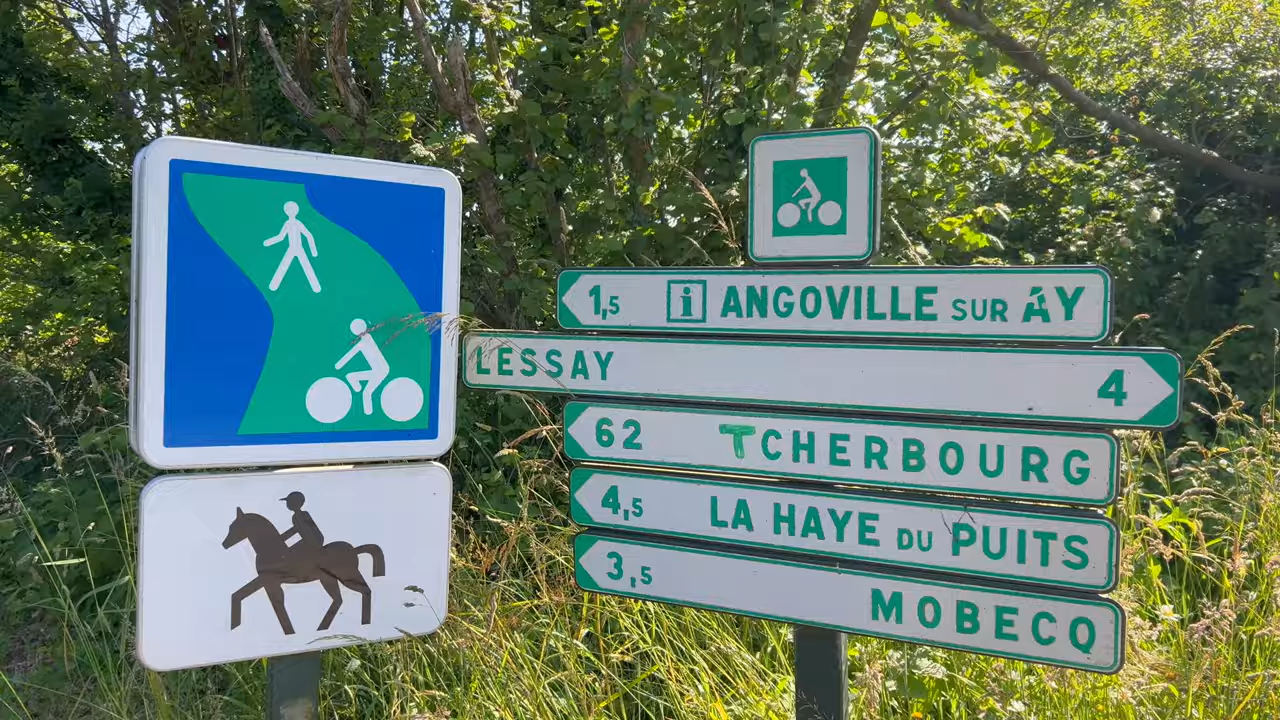 1,5 i ANGOVILLE SUR AY
LESSAY 4
62 TCHERBOURG
4,5 LA HAYE DU PUITS
3,5 MOBECQ